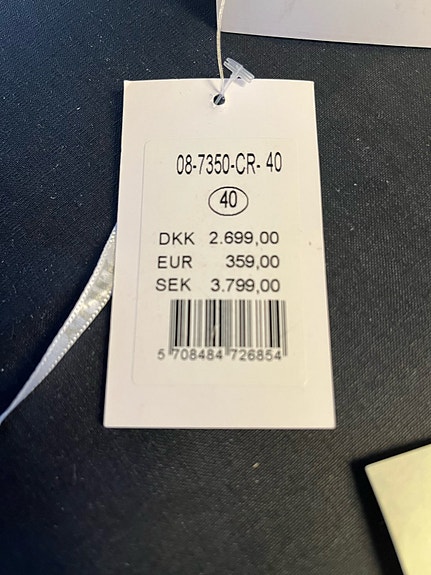 08-7350-CR- 40
40
DKK 2.699,00
EUR 359,00
SEK 3.799,00
5 708484 726854